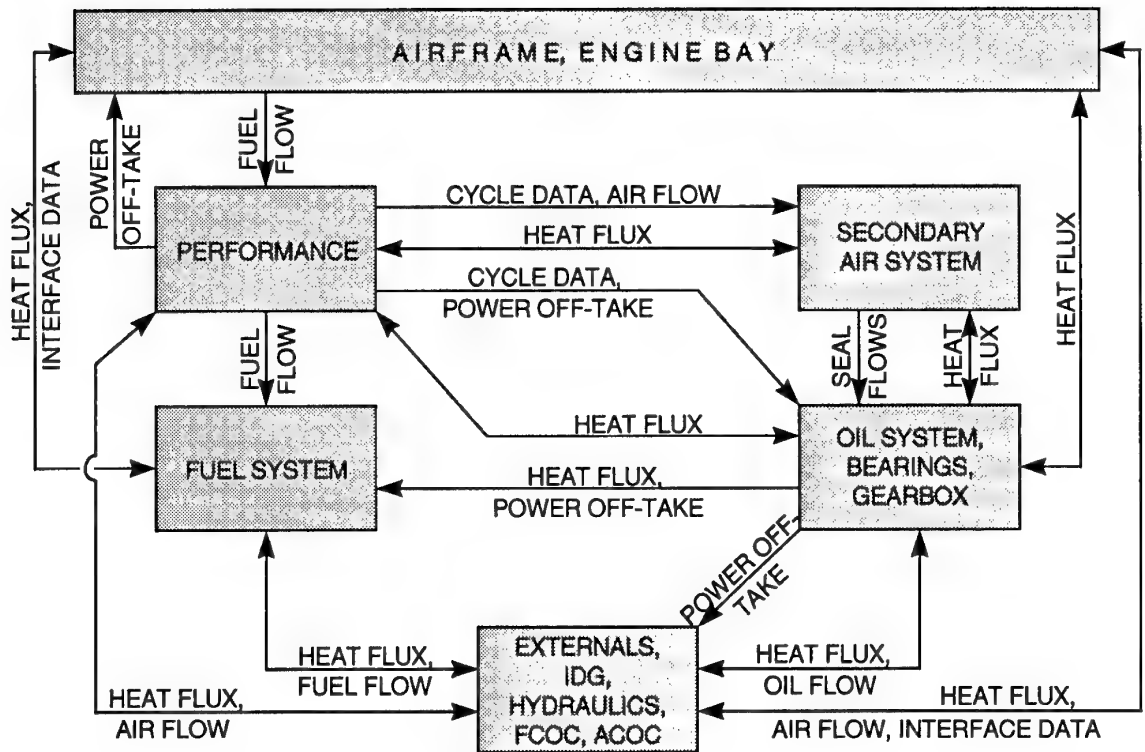 AIRFRAME, ENGINE BAY
POWER
OFF-TAKE
FUEL
FLOW
HEAT FLUX,
INTERFACE DATA
HEAT FLUX
CYCLE DATA, AIR FLOW
PERFORMANCE
HEAT FLUX
SECONDARY
AIR SYSTEM
CYCLE DATA,
POWER OFF-TAKE
FUEL
FLOW
SEAL
FLOWS
HEAT
FLUX
HEAT FLUX
FUEL SYSTEM
HEAT FLUX,
POWER OFF-TAKE
OIL SYSTEM,
BEARINGS,
GEARBOX
POWER OFF-
TAKE
HEAT FLUX,
FUEL FLOW
EXTERNALS,
IDG,
HYDRAULICS,
FCOC, ACOC
HEAT FLUX,
OIL FLOW
HEAT FLUX,
AIR FLOW
HEAT FLUX,
AIR FLOW, INTERFACE DATA